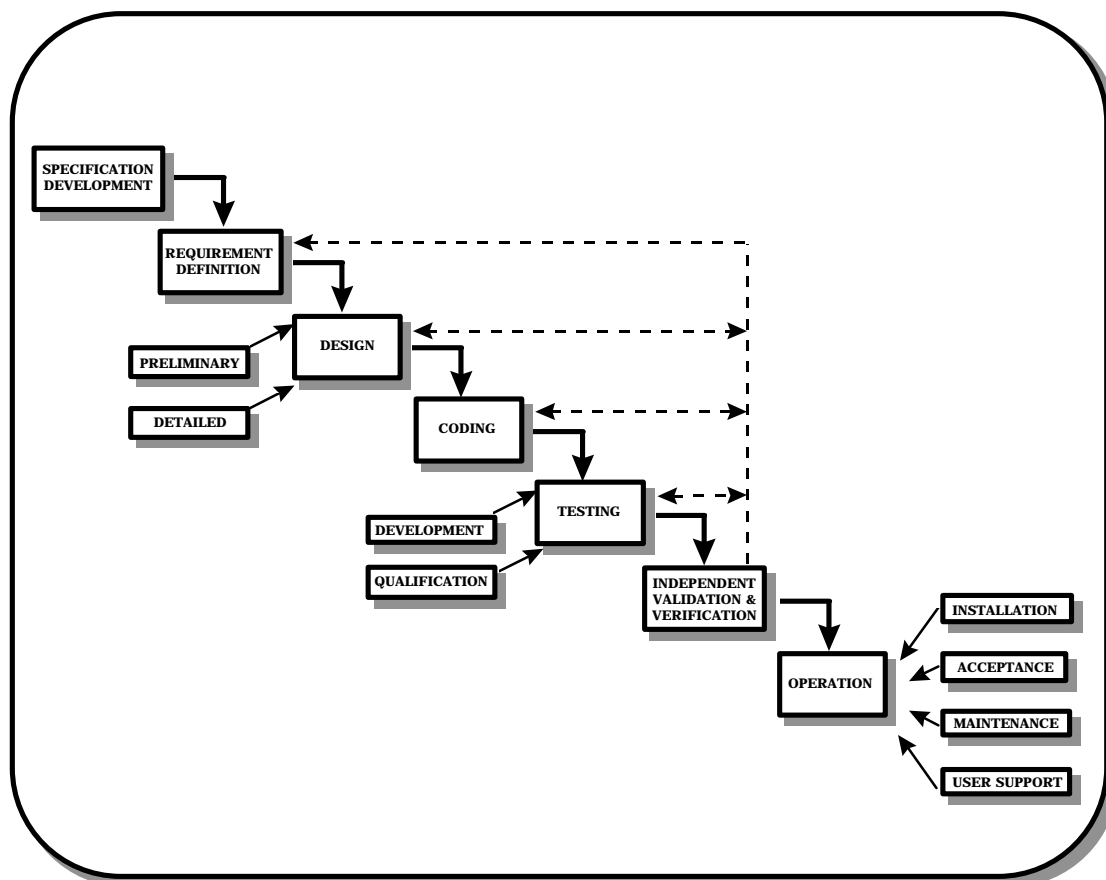 SPECIFICATION
DEVELOPMENT
REQUIREMENT
DEFINITION
DESIGN
PRELIMINARY
DETAILED
CODING
TESTING
DEVELOPMENT
QUALIFICATION
INDEPENDENT
VALIDATION &
VERIFICATION
OPERATION
INSTALLATION
ACCEPTANCE
MAINTENANCE
USER SUPPORT